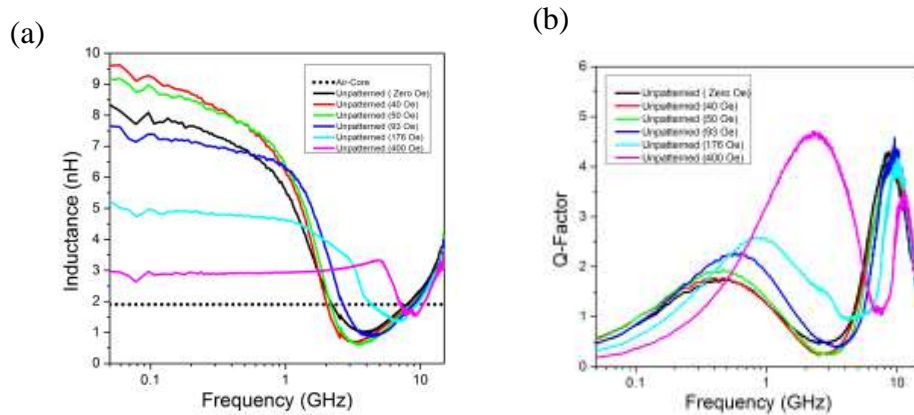 (a)
10
9
8
7
6
5
4
3
2
1
0
Inductance (nH)
Air-Core
Unpatterned ( Zero Oe)
Unpatterned (40 Oe)
Unpatterned (50 Oe)
Unpatterned (93 Oe)
Unpatterned (176 Oe)
Unpatterned (400 Oe)
0.1 1 10
Frequency (GHz)
(b)
6
5
4
3
2
1
0
Q-Factor
Unpatterned ( Zero Oe)
Unpatterned (40 Oe)
Unpatterned (50 Oe)
Unpatterned (93 Oe)
Unpatterned (176 Oe)
Unpatterned (400 Oe)
0.1 1 10
Frequency (GHz)